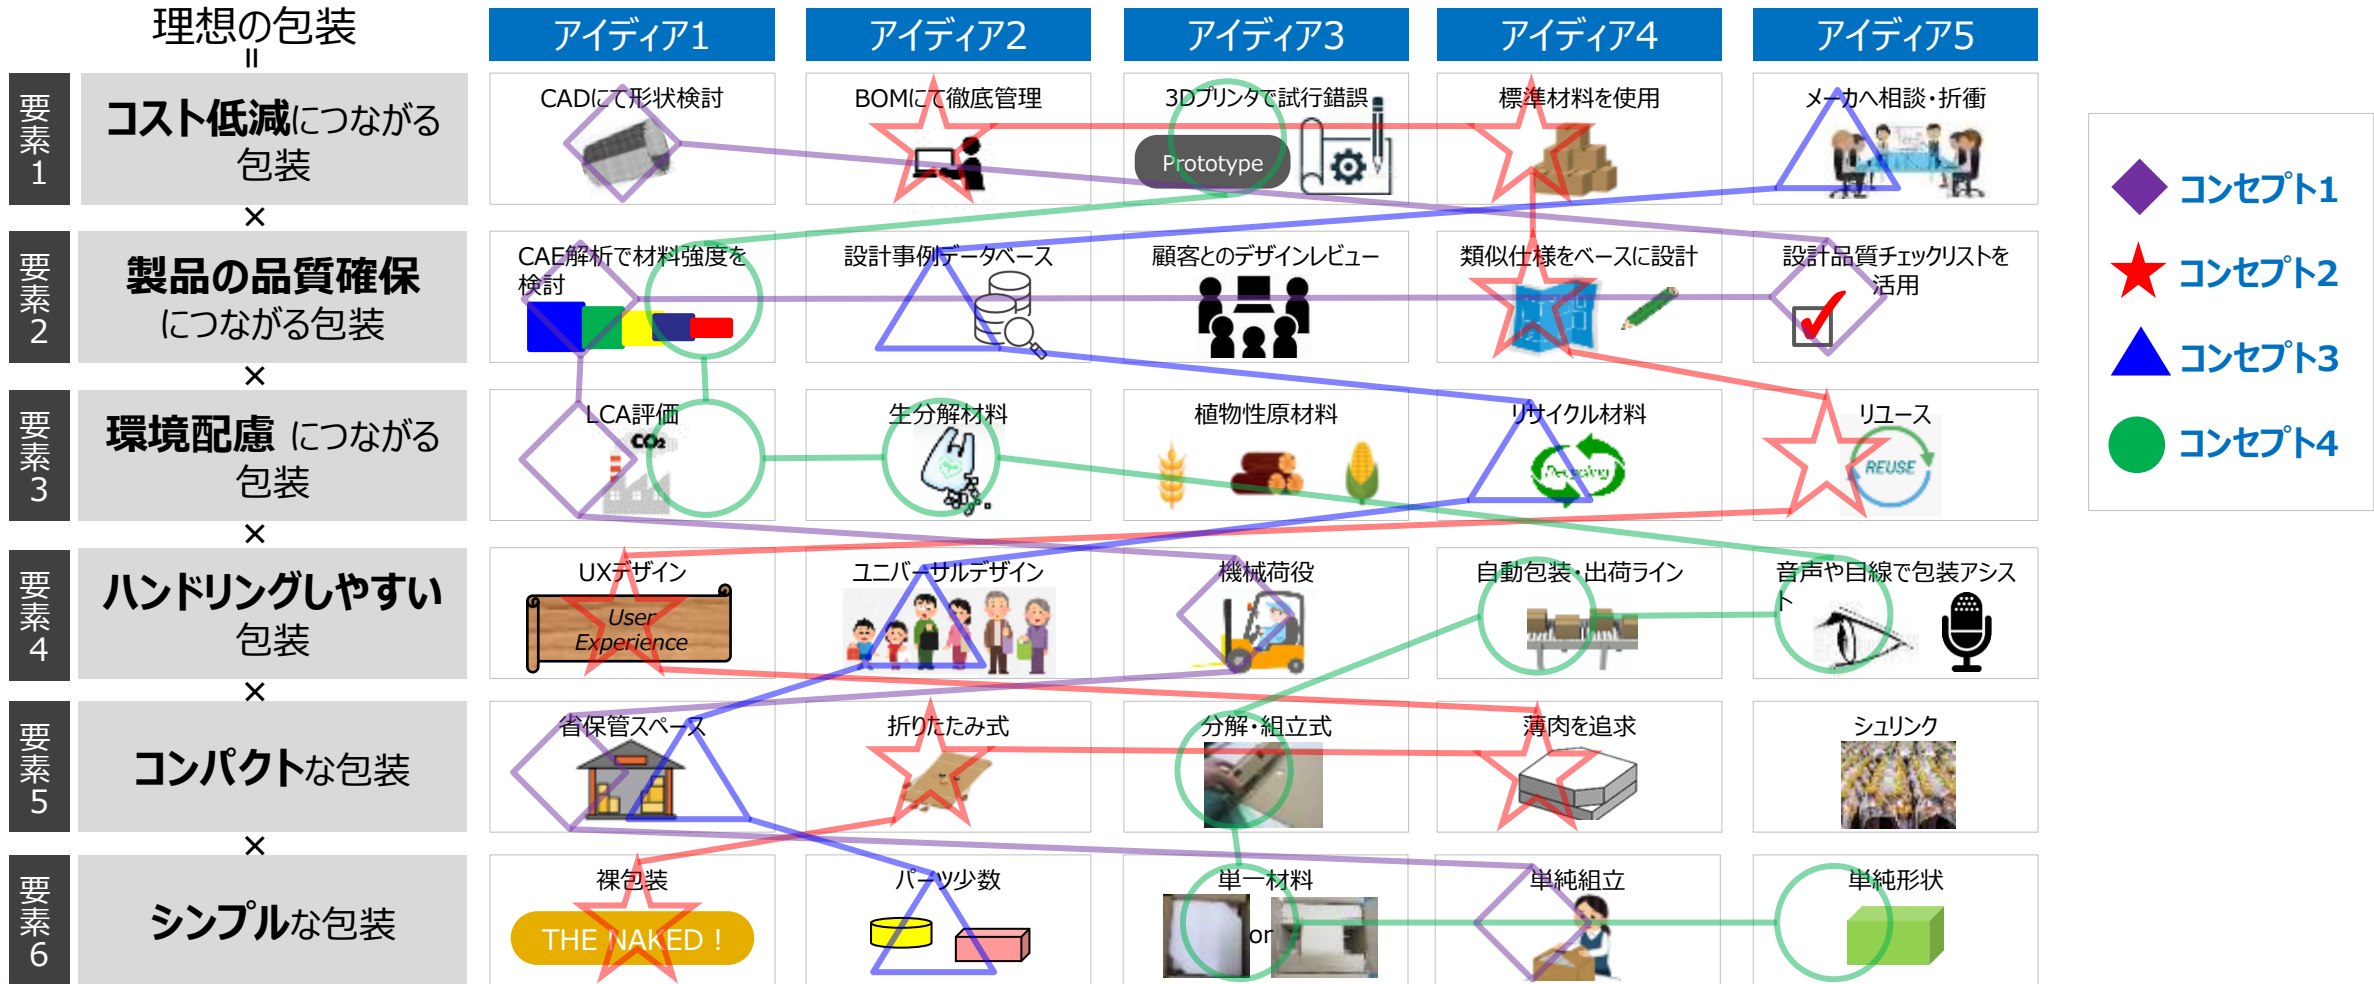 理想の包装
=
アイディア1
アイディア2
アイディア3
アイディア4
アイディア5
要素1
コスト低減につながる
包装
CADにて形状検討
BOMにて徹底管理
3Dプリンタで試行錯誤
Prototype
標準材料を使用
メーカへ相談・折衝
×
要素2
製品の品質確保
につながる包装
CAE解析で材料強度を
検討
設計事例データベース
顧客とのデザインレビュー
類似仕様をベースに設計
設計品質チェックリストを
活用
×
要素3
環境配慮 につながる
包装
LCA評価
CO2
生分解材料
植物性原材料
リサイクル材料
Recycling
リユース
REUSE
×
要素4
ハンドリングしやすい
包装
UXデザイン
User
Experience
ユニバーサルデザイン
機械荷役
自動包装・出荷ライン
音声や目線で包装アシス
ト
×
要素5
コンパクトな包装
省保管スペース
折りたたみ式
分解・組立式
薄肉を追求
シュリンク
×
要素6
シンプルな包装
裸包装
THE NAKED !
パーツ少数
単一材料
or
単純組立
単純形状
コンセプト1
コンセプト2
コンセプト3
コンセプト4